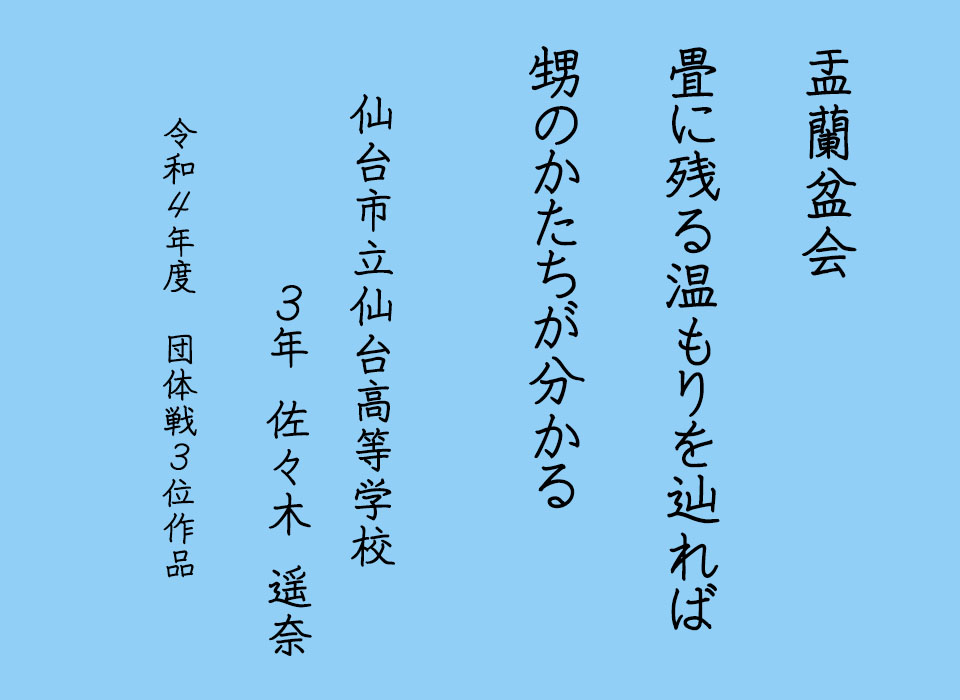 盂蘭盆会
畳に残る温もりを辿れば
甥のかたちが分かる
仙台市立仙台高等学校
3年 佐々木 遥奈
令和4年度 団体戦3位作品